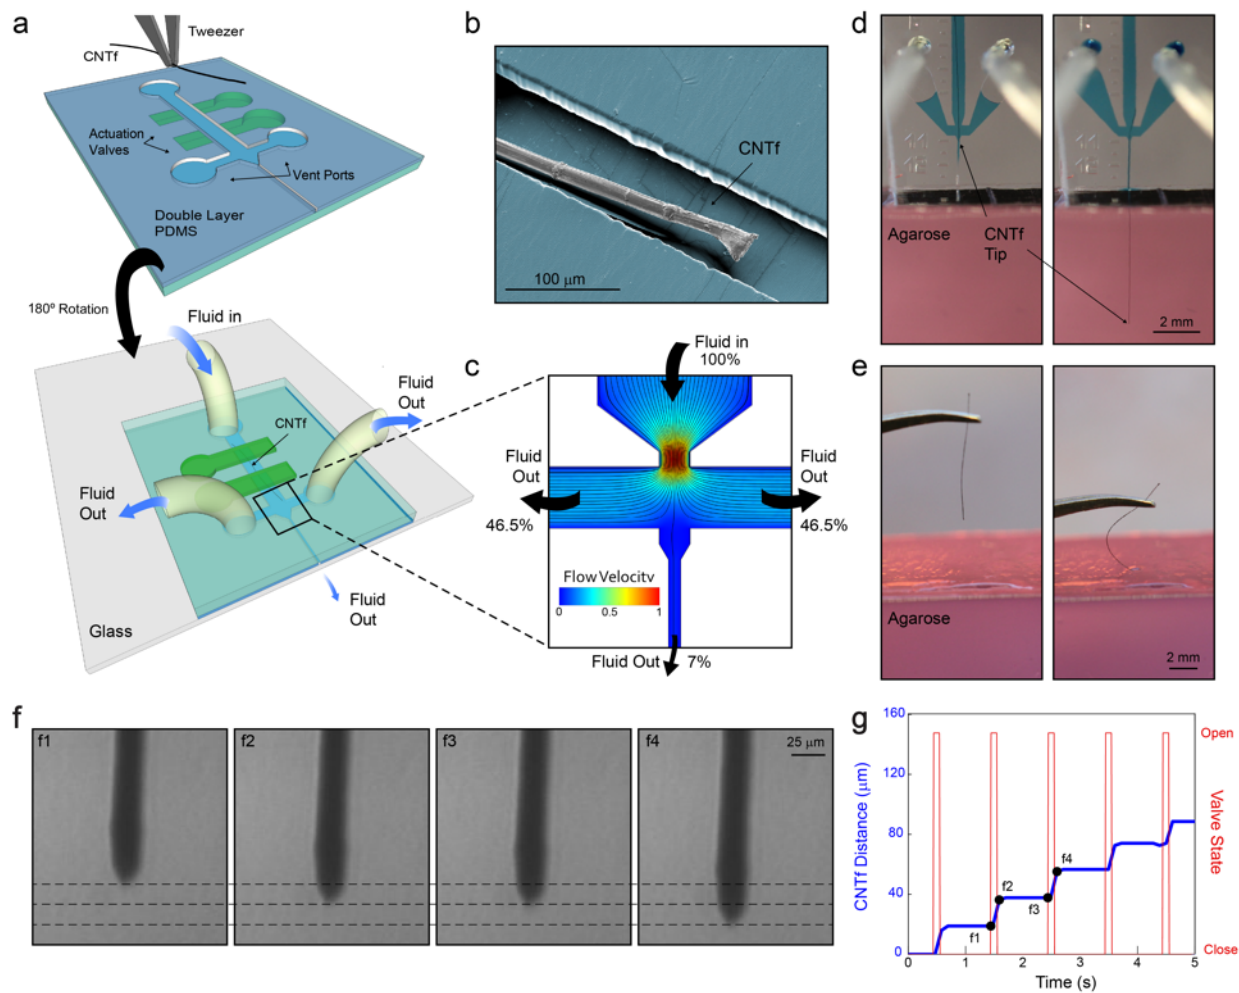 a
Tweezer
CNTf
Actuation
Valves
Vent Ports
Double Layer
PDMS
180º Rotation
Fluid in
Fluid
Out
CNTf
Fluid
Out
Fluid
Out
Glass
b
CNTf
100 μm
c
Fluid in
100%
Fluid
Out
46.5%
Fluid
Out
46.5%
Flow Velocity
0 0.5 1
Fluid Out 7%
d
Agarose
CNTf
Tip
2 mm
e
Agarose
2 mm
f
f1
f2
f3
f4
25 μm
g
160
120
80
40
0
CNTf Distance (μm)
f1
f2
f3
f4
Open
Valve State
Close
0 1 2 3 4 5
Time (s)